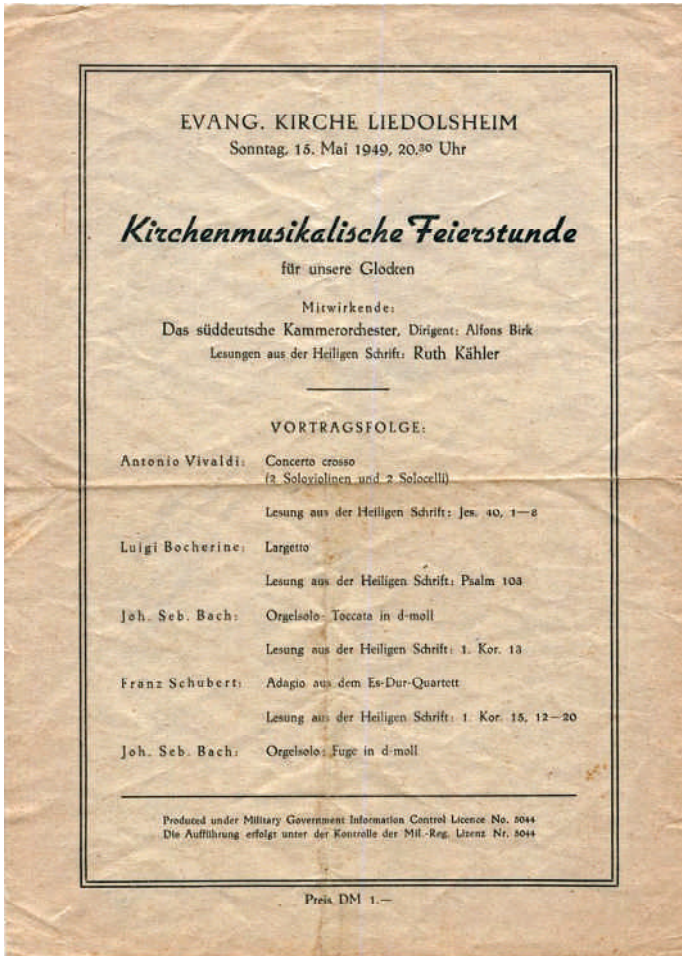 EVANG. KIRCHE LIEDOLSHEIM
Sonntag, 15. Mai 1949, 20.30 Uhr
Kirchenmusikalische Feierstunde
für unsere Glocken
Mitwirkende:
Das süddeutsche Kammerorchester, Dirigent: Alfons Birk
Lesungen aus der Heiligen Schrift: Ruth Kähler
VORTRAGSFOLGE:
Antonio Vivaldi: Concerto crosso
(2 Soloviolinen und 2 Solocelli)
Lesung aus der Heiligen Schrift: Jes. 40, 1—8
Luigi Bocherine: Largetto
Lesung aus der Heiligen Schrift: Psalm 103
Joh. Seb. Bach: Orgelsolo: Toccata in d-moll
Lesung aus der Heiligen Schrift: 1. Kor. 13
Franz Schubert: Adagio aus dem Es-Dur-Quartett
Lesung aus der Heiligen Schrift: 1. Kor. 15, 12—20
Joh. Seb. Bach: Orgelsolo: Fuge in d-moll
Produced under Military Government Information Control Licence No. 5044
Die Aufführung erfolgt unter der Kontrolle der Mil.-Reg. Lizenz Nr. 5044
Preis DM 1.—